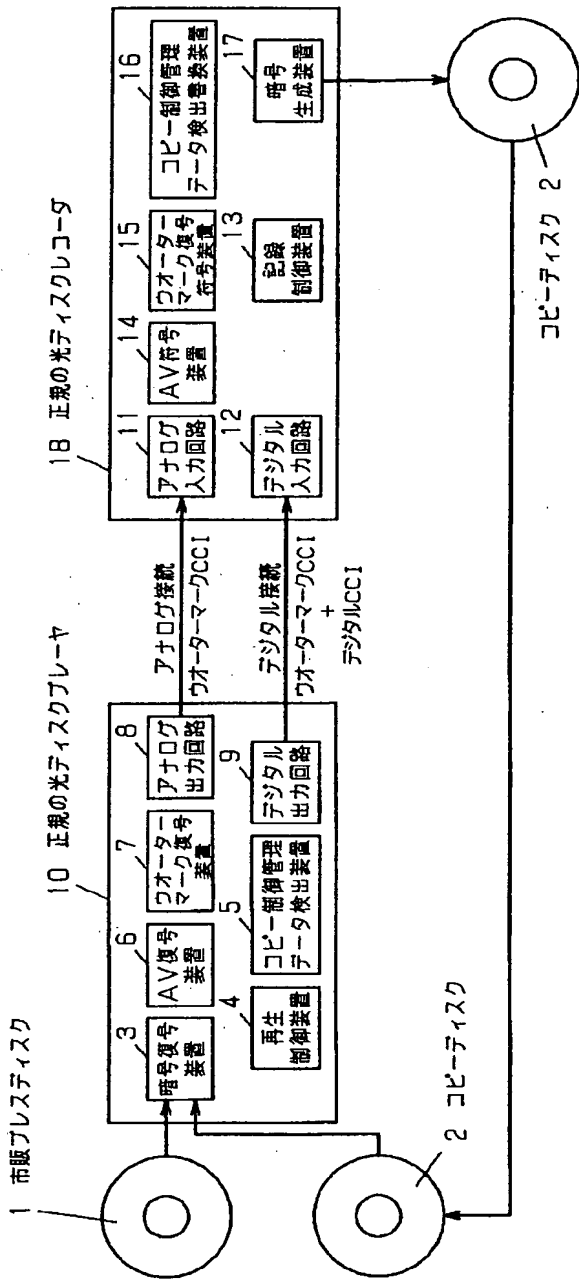 1 市販プレスディスク
2 コピーディスク
10 正規の光ディスクプレーヤ
3
暗号復号
装置
6
AV復号
装置
7
ウオーター
マーク復号
装置
8
アナログ
出力回路
4
再生
制御装置
5
コピー制御管理
データ検出装置
9
デジタル
出力回路
アナログ接続
ウオーターマークCCI
デジタル接続
ウオーターマークCCI
+
デジタルCCI
18 正規の光ディスクレコーダ
11
アナログ
入力回路
14
AV符号
装置
15
ウオーター
マーク復号
符号装置
16
コピー制御管理
データ検出書換装置
12
デジタル
入力回路
13
記録
制御装置
17
暗号
生成装置
コピーディスク 2